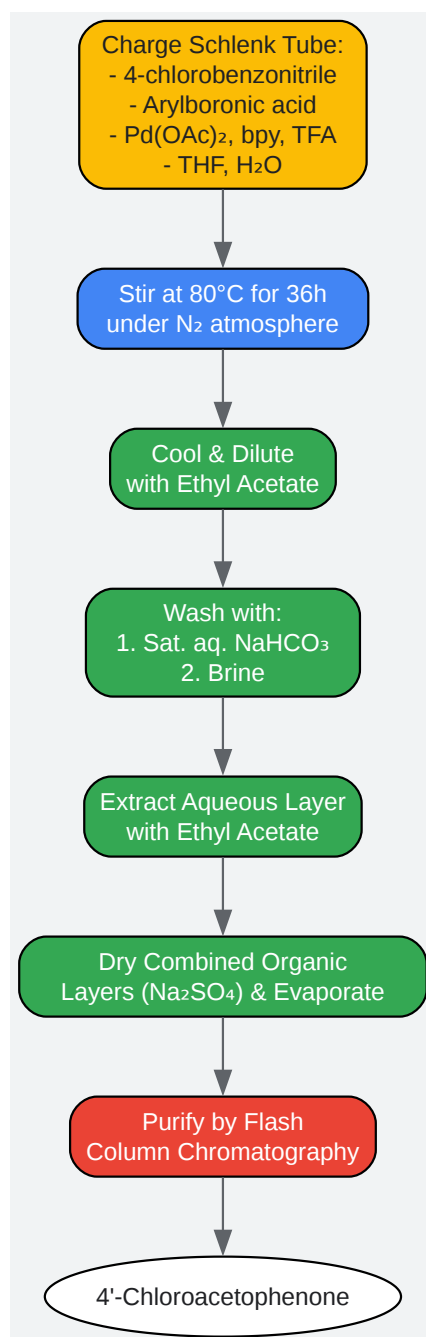 Charge Schlenk Tube:
- 4-chlorobenzonitrile
- Arylboronic acid
- Pd(OAc)₂, bpy, TFA
- THF, H₂O
Stir at 80°C for 36h
under N₂ atmosphere
Cool & Dilute
with Ethyl Acetate
Wash with:
1. Sat. aq. NaHCO₃
2. Brine
Extract Aqueous Layer
with Ethyl Acetate
Dry Combined Organic
Layers (Na₂SO₄) & Evaporate
Purify by Flash
Column Chromatography
4'-Chloroacetophenone